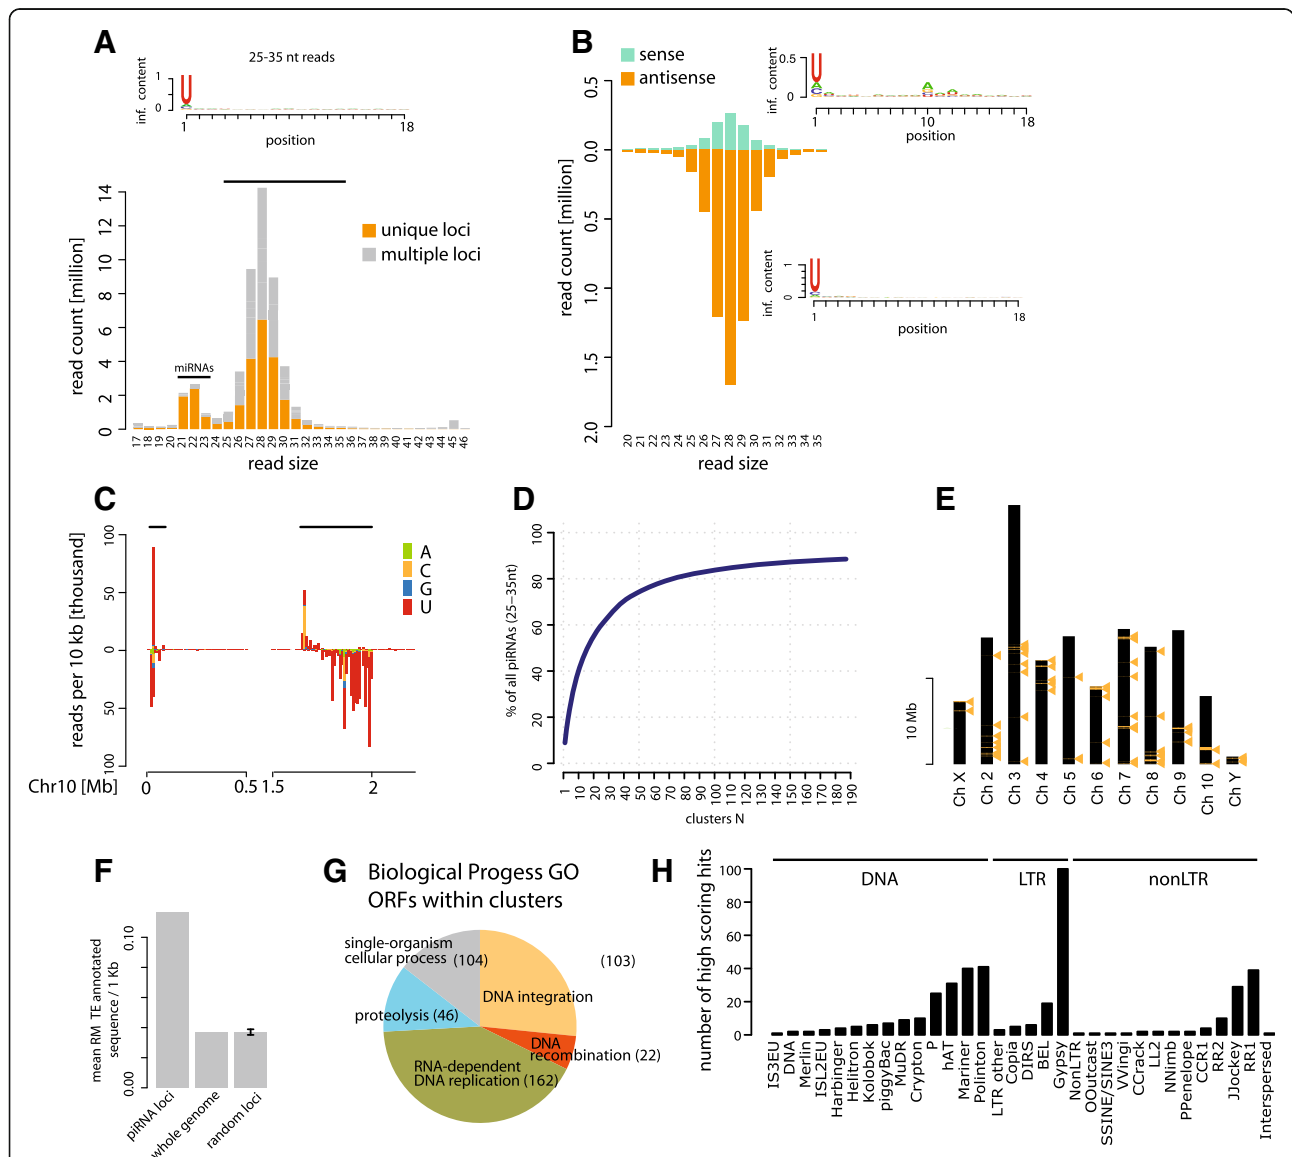 A
25-35 nt reads
inf. content
1
0
U
1
18
position
read count [million]
14
12
10
8
6
4
2
0
unique loci
multiple loci
miRNAs
17 18 19 20 21 22 23 24 25 26 27 28 29 30 31 32 33 34 35 36 37 38 39 40 41 42 43 44 45 46
read size
B
sense
antisense
read count [million]
0.5
0.0
0.5
1.0
1.5
2.0
20 21 22 23 24 25 26 27 28 29 30 31 32 33 34 35
read size
inf. content
0.5
0
U
A
C
A
1
10
18
position
inf. content
1
0
U
1
18
position
C
reads per 10 kb [thousand]
100
50
0
50
100
A
C
G
U
Chr10 [Mb]
0
0.5
1.5
2
D
% of all piRNAs (25−35nt)
100
80
60
40
20
0
1 10 20 30 40 50 60 70 80 90 100 110 120 130 140 150 160 170 180 190
clusters N
E
10 Mb
Ch X
Ch 2
Ch 3
Ch 4
Ch 5
Ch 6
Ch 7
Ch 8
Ch 9
Ch 10
Ch Y
F
mean RM TE annotated
sequence / 1 Kb
0.10
0.00
piRNA loci
whole genome
random loci
G
Biological Progess GO
ORFs within clusters
single-organism
cellular process (104)
(103)
DNA integration
proteolysis (46)
DNA
recombination (22)
RNA-dependent
DNA replication (162)
H
number of high scoring hits
100
80
60
40
20
0
DNA
LTR
nonLTR
IS3EU
DNA
Merlin
ISL2EU
Harbinger
Helitron
Kolobok
piggyBac
MuDR
Crypton
P
hAT
Mariner
Polinton
LTR other
Copia
DIRS
BEL
Gypsy
NonLTR
OOutcast
SSINE/SINE3
VVingi
CCrack
LL2
NNimb
PPenelope
CCR1
RR2
JJockey
RR1
Interspersed